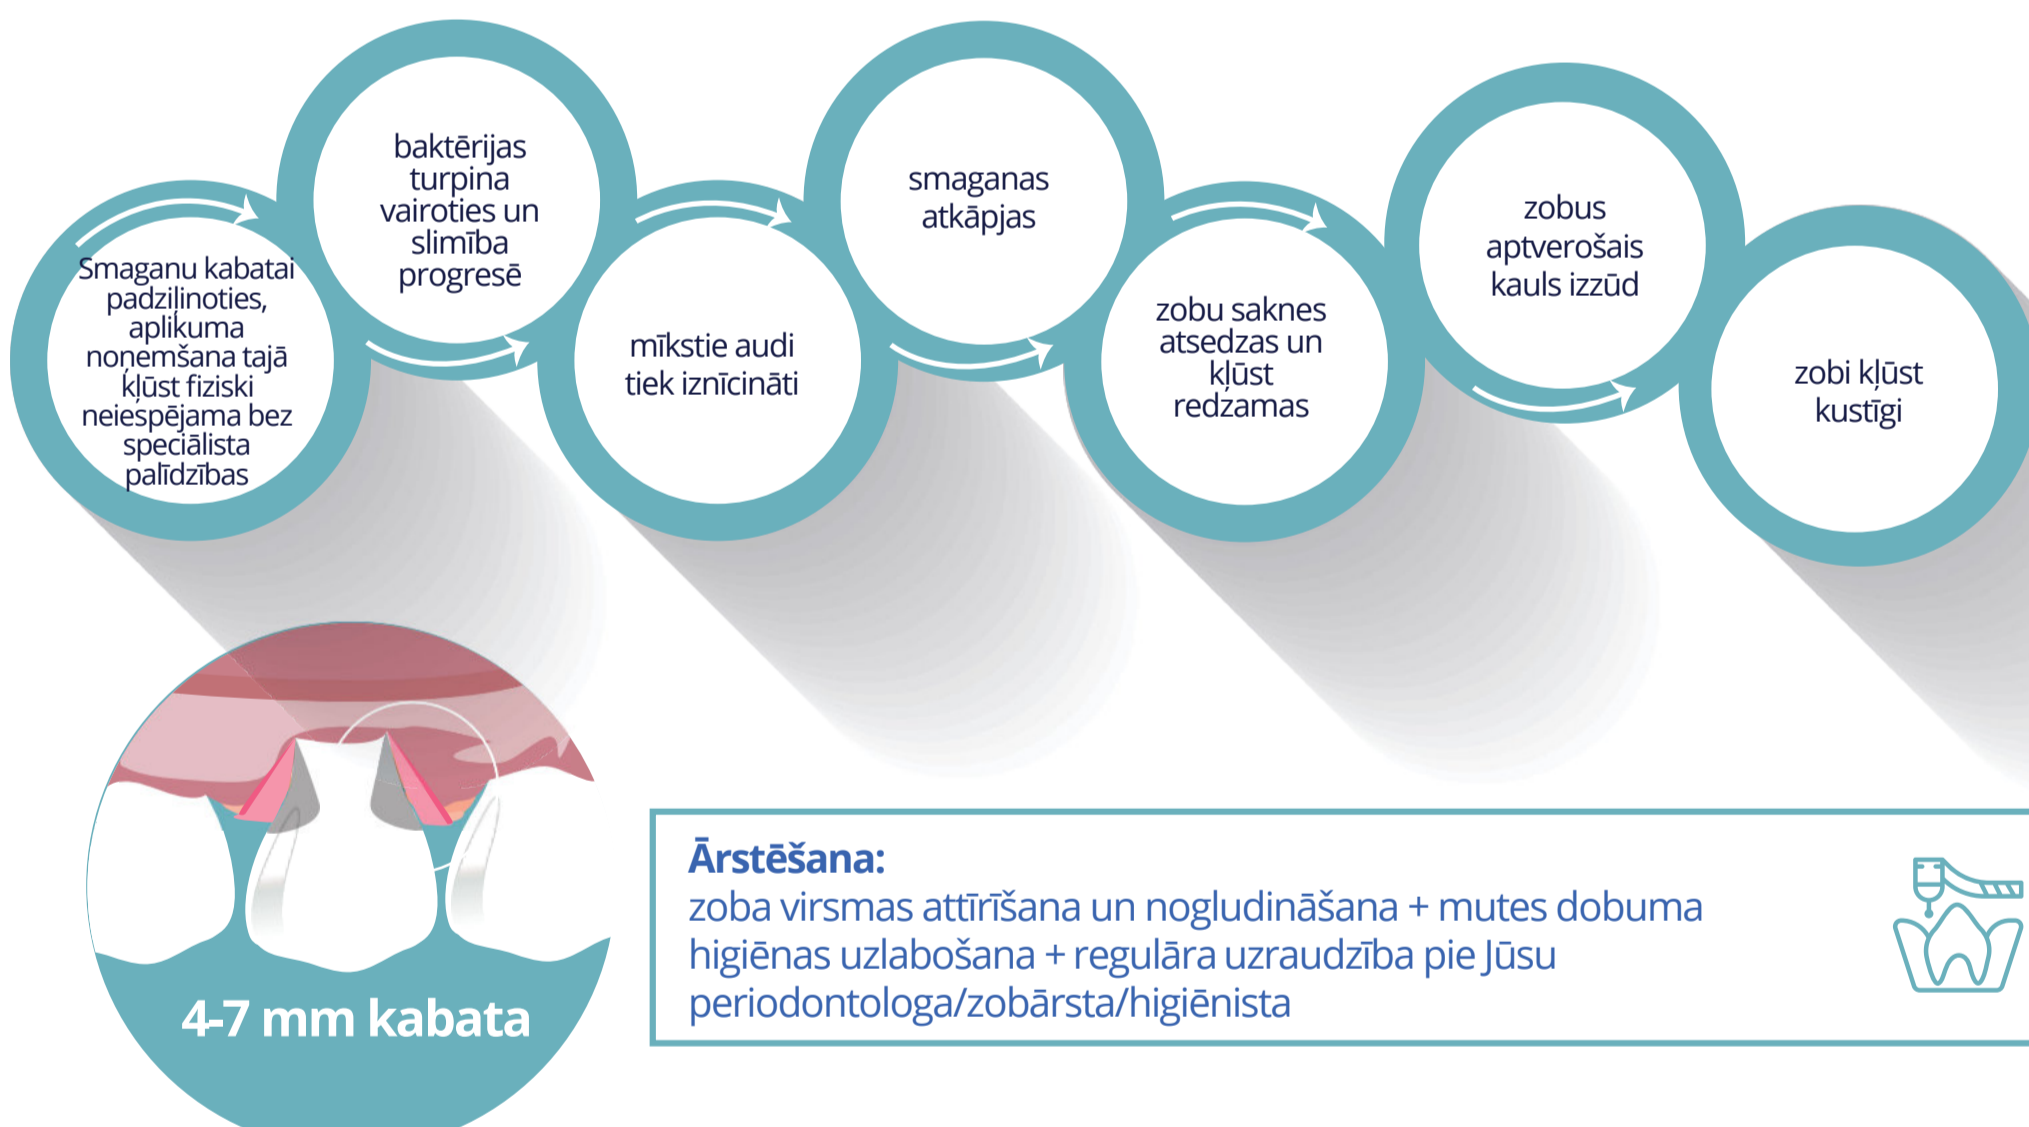 Smaganu kabatai
padziļinoties,
aplikuma
noņemšana tajā
kļūst fiziski
neiespējama bez
speciālista
palīdzības
baktērijas
turpina
vairoties un
slimība
progresē
mīkstie audi
tiek iznīcināti
smaganas
atkāpjas
zobu saknes
atsedzas un
kļūst
redzamas
zobus
aptverošais
kauls izzūd
zobi kļūst
kustīgi
4-7 mm kabata
Ārstēšana:
zoba virsmas attīrīšana un nogludināšana + mutes dobuma
higiēnas uzlabošana + regulāra uzraudzība pie Jūsu
periodontologa/zobārsta/higiēnista